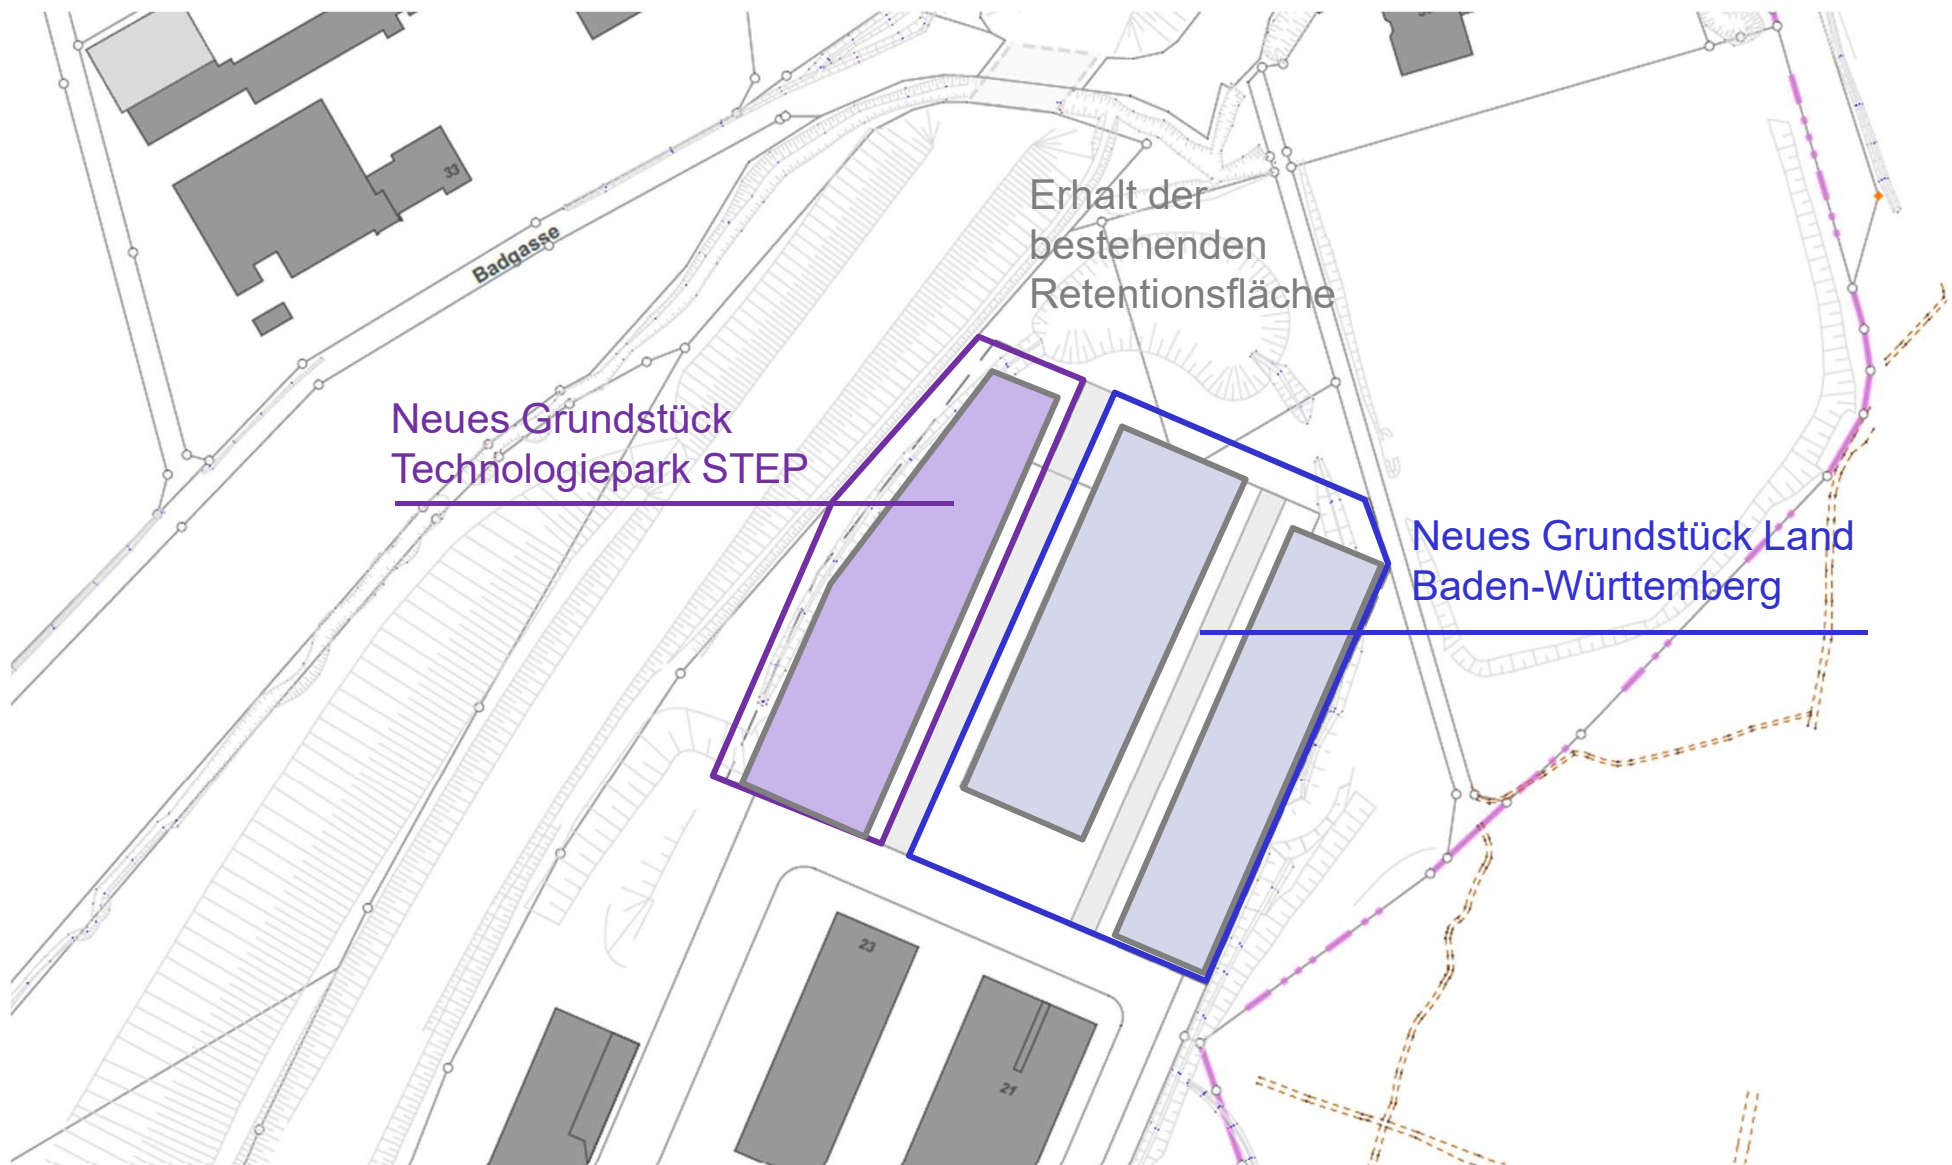 33
Badgasse
Erhalt der
bestehenden
Retentionsfläche
Neues Grundstück
Technologiepark STEP
Neues Grundstück Land
Baden-Württemberg
23
21